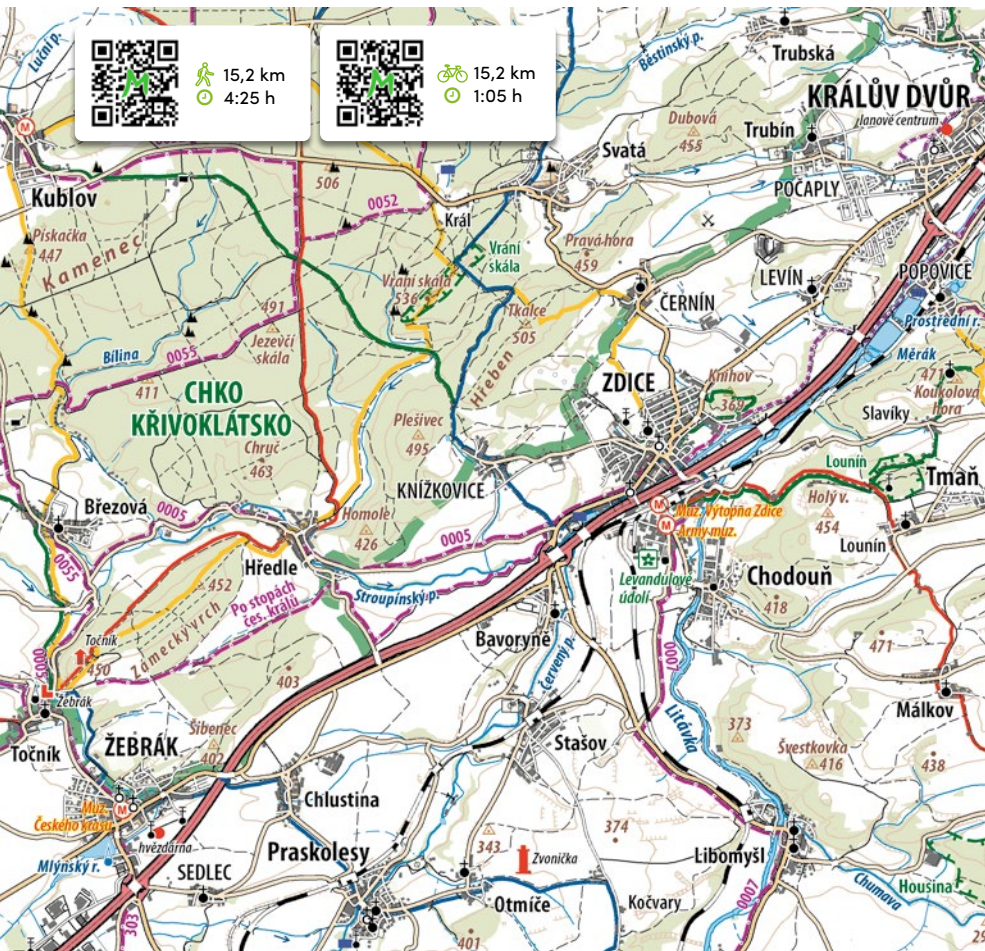 Luční p.
15,2 km
4:25 h
15,2 km
1:05 h
Běstinský p.
Trubská
KRÁLŮV DVŮR
lanové centrum
Dubová
455
Trubín
Svatá
POČAPLY
Kublov
506
0052
Král
Pískačka
447
Kamenec
Vraní
skála
Vraní skála
536
Pravá hora
459
LEVÍN
POPOVICE
ČERNÍN
491
Jezevčí
skála
Tkalce
505
Prostřední r.
Bílina
0055
411
Hřeben
ZDICE
Knihov
369
Měrák
471
Koukolova
hora
CHKO
KŘIVOKLÁTSKO
Plešivec
495
Slavíky
Chruč
463
KNÍŽKOVICE
Lounín
Tmaň
Březová
0005
Homole
426
0005
Muz. Výtopna Zdice
Army muz.
Holý v.
454
Lounín
0055
Hředle
452
Stroupínský p.
Levandulové
údolí
Chodouň
418
Po stopách
čes. králů
Zámecký vrch
Točník
450
0005
Bavoryně
Červený p.
0007
471
Žebrák
403
Málkov
Točník
ŽEBRÁK
Šibenec
402
Stašov
Litávka
373
Švestkovka
416
438
Muz.
Českého krasu
Chlustina
hvězdárna
Mlýnský r.
SEDLEC
Praskolesy
343
Zvonička
374
Libomyšl
303
Otmíče
Kočvary
0007
Chumava
Housina
401
29